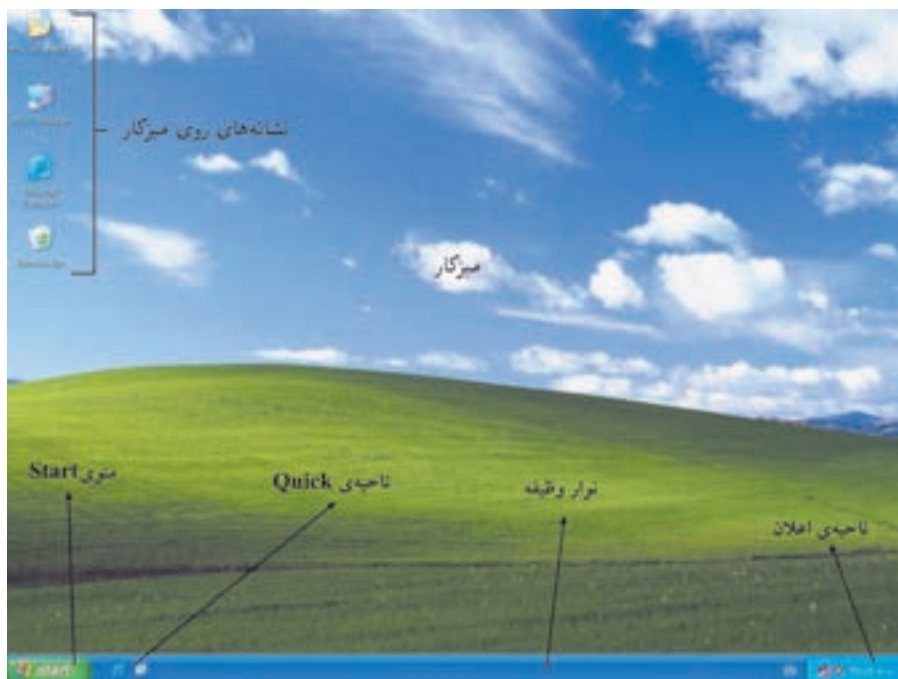 نشانه‌های روی میزکار
میزکار
منوی Start
ناحیه‌ی Quick
نوار وظیفه
ناحیه‌ی اعلان
start